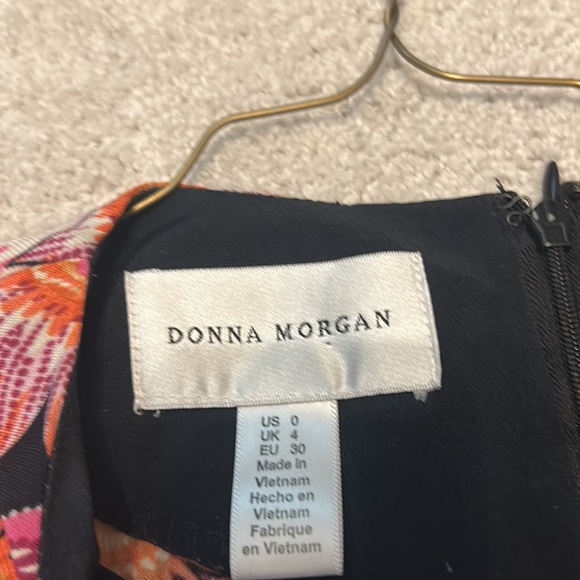 DONNA MORGAN
US 0
UK 4
EU 30
Made in
Vietnam
Hecho en
Vietnam
Fabrique
en Vietnam